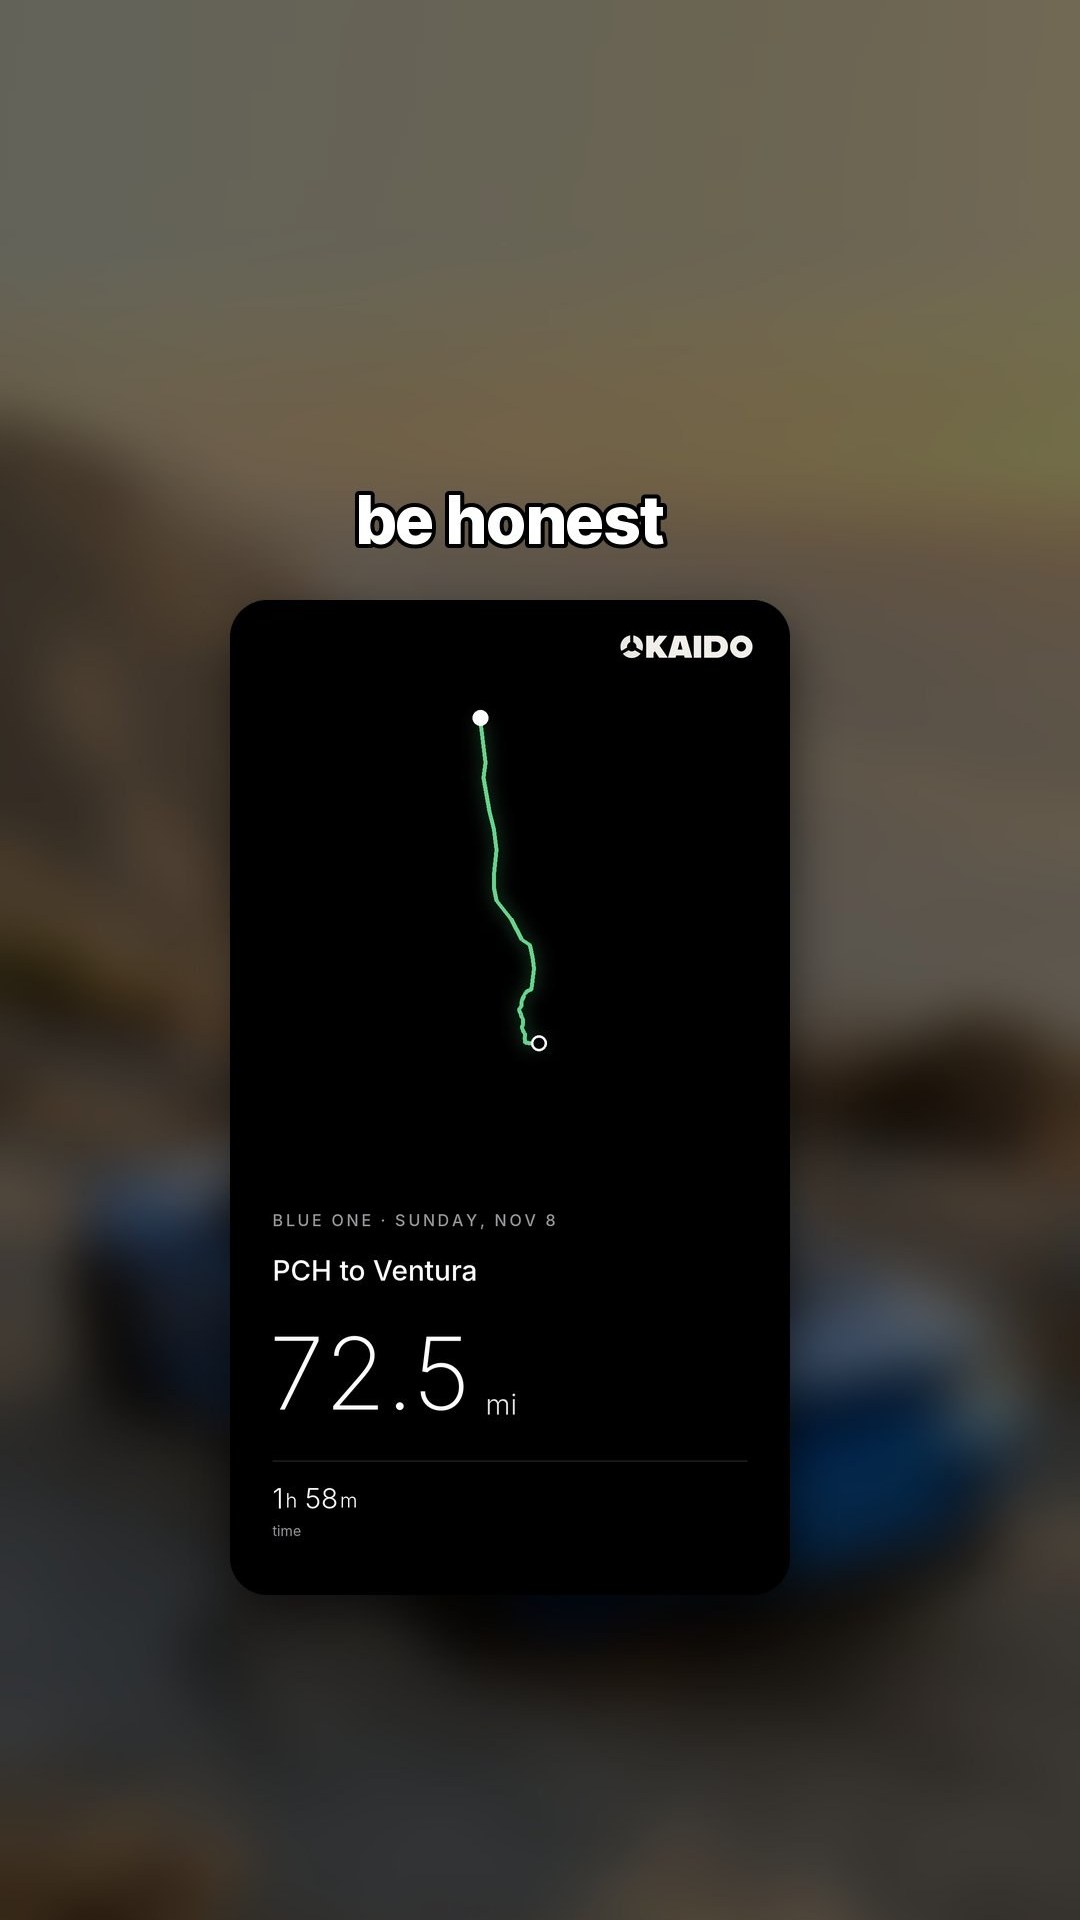 be honest
KAIDO
BLUE ONE · SUNDAY, NOV 8
PCH to Ventura
72.5 mi
1h 58m
time